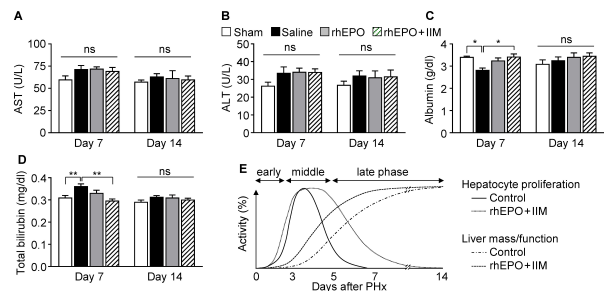 Sham Saline rhEPO rhEPO+IIM
A
AST (U/L)
100
75
50
25
0
ns
ns
Day 7
Day 14
B
ALT (U/L)
50
40
30
20
10
0
ns
ns
Day 7
Day 14
C
Albumin (g/dl)
5
4
3
2
1
0
* *
ns
Day 7
Day 14
D
Total bilirubin (mg/dl)
0.4
0.3
0.2
0.1
0.0
** **
ns
Day 7
Day 14
E
early middle late phase
Activity (%)
0 3 5 7 14
Days after PHx
Hepatocyte proliferation
Control
rhEPO+IIM
Liver mass/function
Control
rhEPO+IIM